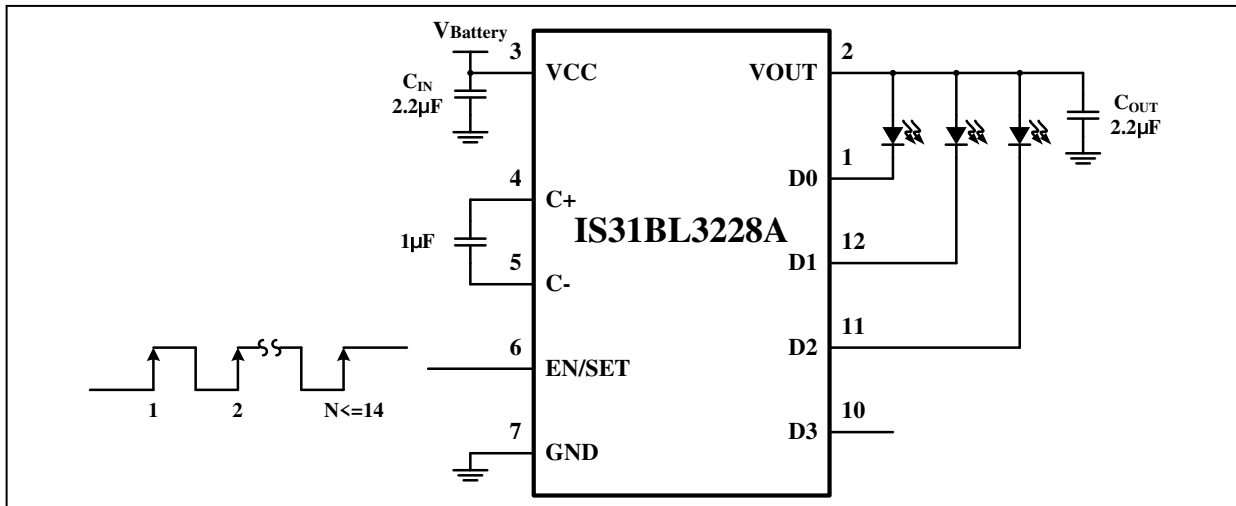 VBattery
3
VCC
CIN
2.2µF
4
C+
1µF
5
C-
6
EN/SET
1
2
N<=14
7
GND
IS31BL3228A
2
VOUT
COUT
2.2µF
1
D0
12
D1
11
D2
10
D3